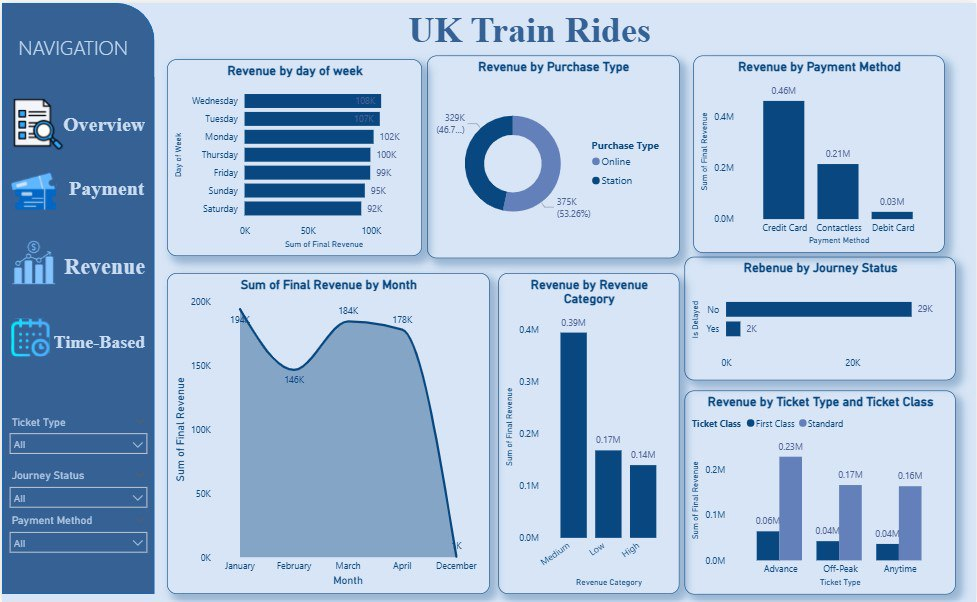 UK Train Rides
NAVIGATION
Overview
Payment
Revenue
Time-Based
Ticket Type
All
Journey Status
All
Payment Method
All
Revenue by day of week
Day of Week
Wednesday 108K
Tuesday 107K
Monday 102K
Thursday 100K
Friday 99K
Sunday 95K
Saturday 92K
0K 50K 100K
Sum of Final Revenue
Revenue by Purchase Type
329K
(46.7...)
375K
(53.26%)
Purchase Type
Online
Station
Revenue by Payment Method
Sum of Final Revenue
0.4M
0.2M
0.0M
0.46M
0.21M
0.03M
Credit Card Contactless Debit Card
Payment Method
Sum of Final Revenue by Month
Sum of Final Revenue
200K
150K
100K
50K
0K
194K
146K
184K
178K
January February March April December
Month
Revenue by Revenue
Category
Sum of Final Revenue
0.4M
0.3M
0.2M
0.1M
0.0M
0.39M
0.17M
0.14M
Medium Low High
Revenue Category
Rebenue by Journey Status
Is Delayed
No 29K
Yes 2K
0K 20K
Revenue by Ticket Type and Ticket Class
Ticket Class First Class Standard
Sum of Final Revenue
0.2M
0.1M
0.0M
0.06M 0.23M
0.04M 0.17M
0.04M 0.16M
Advance Off-Peak Anytime
Ticket Type